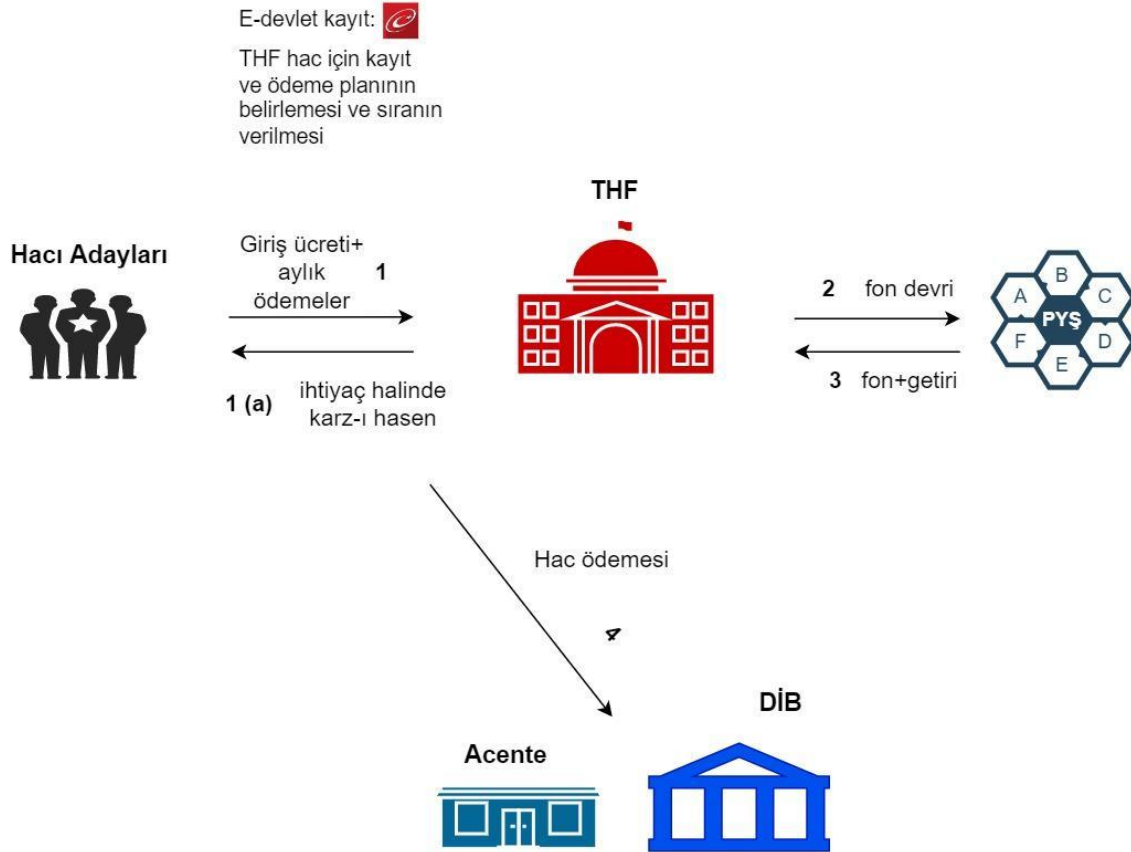 E-devlet kayıt:
THF hac için kayıt
ve ödeme planının
belirlemesi ve sıranın
verilmesi
THF
Hacı Adayları
Giriş ücreti+
aylık
ödemeler
1
1 (a)
ihtiyaç halinde
karz-ı hasen
2 fon devri
3 fon+getiri
A
B
C
PYŞ
F
D
E
Hac ödemesi
4
DİB
Acente